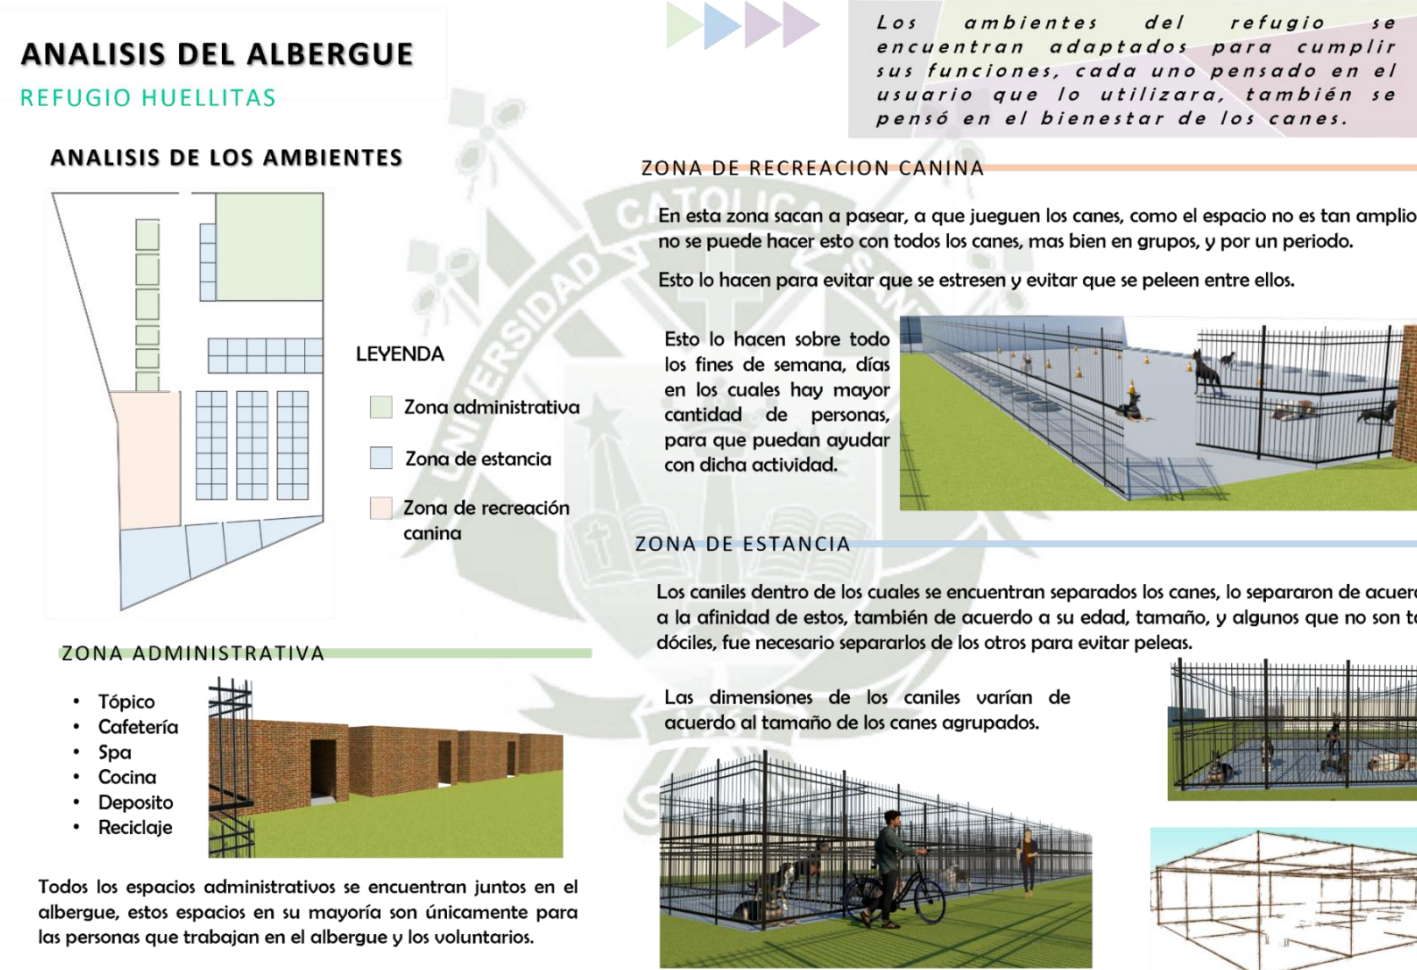 ANALISIS DEL ALBERGUE
REFUGIO HUELLITAS
Los ambientes del refugio se
encuentran adaptados para cumplir
sus funciones, cada uno pensado en el
usuario que lo utilizara, también se
pensó en el bienestar de los canes.
ANALISIS DE LOS AMBIENTES
LEYENDA
Zona administrativa
Zona de estancia
Zona de recreación
canina
ZONA ADMINISTRATIVA
• Tópico
• Cafetería
• Spa
• Cocina
• Deposito
• Reciclaje
Todos los espacios administrativos se encuentran juntos en el
albergue, estos espacios en su mayoría son únicamente para
las personas que trabajan en el albergue y los voluntarios.
ZONA DE RECREACION CANINA
En esta zona sacan a pasear, a que jueguen los canes, como el espacio no es tan amplio
no se puede hacer esto con todos los canes, mas bien en grupos, y por un periodo.
Esto lo hacen para evitar que se estresen y evitar que se peleen entre ellos.
Esto lo hacen sobre todo
los fines de semana, días
en los cuales hay mayor
cantidad de personas,
para que puedan ayudar
con dicha actividad.
ZONA DE ESTANCIA
Los caniles dentro de los cuales se encuentran separados los canes, lo separaron de
a la afinidad de estos, también de acuerdo a su edad, tamaño, y algunos que no son
dóciles, fue necesario separarlos de los otros para evitar peleas.
Las dimensiones de los caniles varían de
acuerdo al tamaño de los canes agrupados.
UNIVERSIDAD CATOLICA